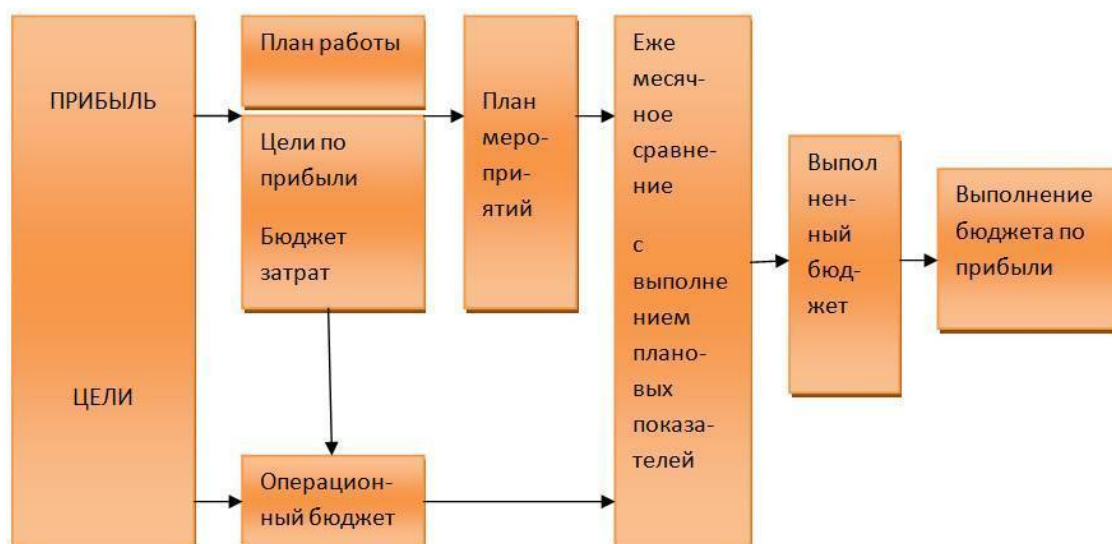 ПРИБЫЛЬ
ЦЕЛИ
План работы
Цели по
прибыли
Бюджет
затрат
Операцион-
ный бюджет
План
меро-
при-
ятий
Еже
месяч-
ное
сравне-
ние
с
выполне
нием
плано-
вых
показа-
телей
Выпол
нен-
ный
бюд-
жет
Выполнение
бюджета по
прибыли